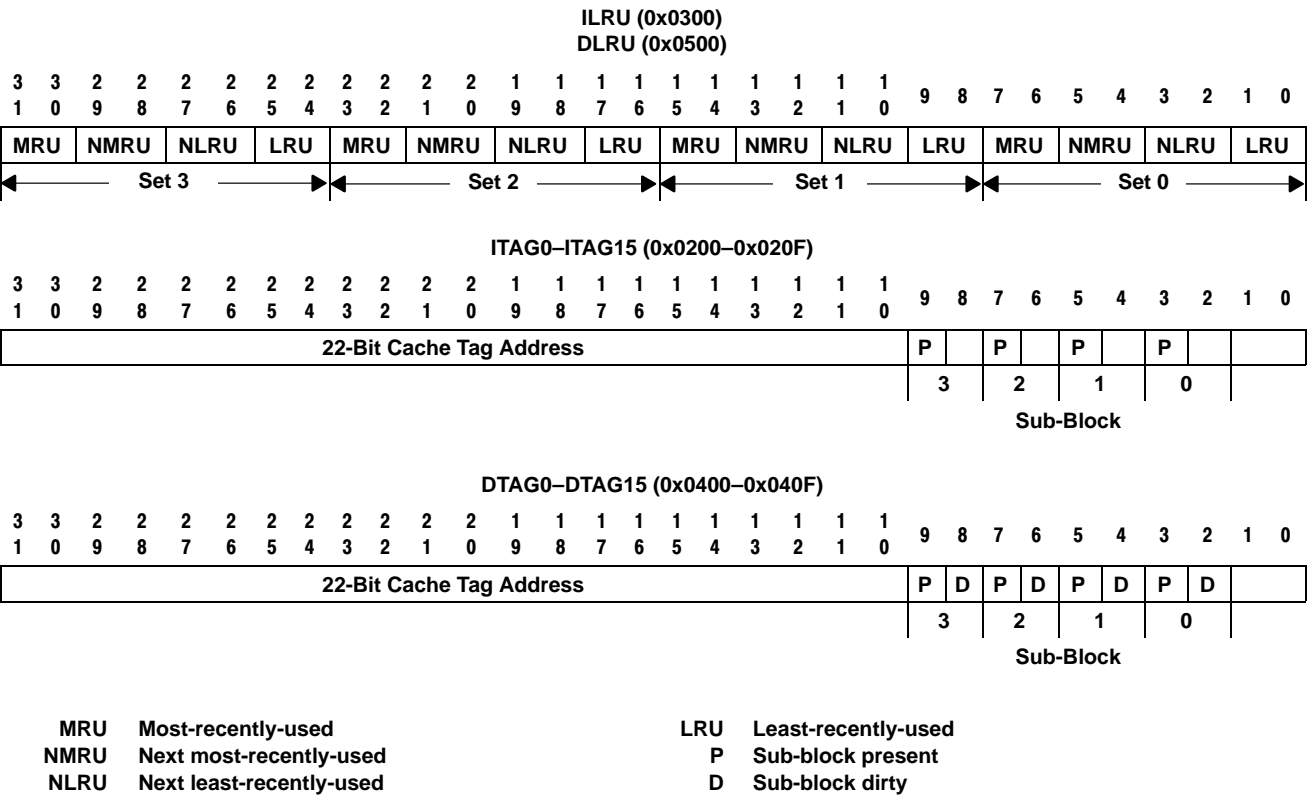 ILRU (0x0300)
DLRU (0x0500)
3 3 2 2 2 2 2 2 2 2 2 2 1 1 1 1 1 1 1 1 1 1 9 8 7 6 5 4 3 2 1 0
1 0 9 8 7 6 5 4 3 2 1 0 9 8 7 6 5 4 3 2 1 0
MRU NMRU NLRU LRU MRU NMRU NLRU LRU MRU NMRU NLRU LRU MRU NMRU NLRU LRU
Set 3 Set 2 Set 1 Set 0
ITAG0–ITAG15 (0x0200–0x020F)
3 3 2 2 2 2 2 2 2 2 2 2 1 1 1 1 1 1 1 1 1 1 9 8 7 6 5 4 3 2 1 0
1 0 9 8 7 6 5 4 3 2 1 0 9 8 7 6 5 4 3 2 1 0
22-Bit Cache Tag Address P P P P
3 2 1 0
Sub-Block
DTAG0–DTAG15 (0x0400–0x040F)
3 3 2 2 2 2 2 2 2 2 2 2 1 1 1 1 1 1 1 1 1 1 9 8 7 6 5 4 3 2 1 0
1 0 9 8 7 6 5 4 3 2 1 0 9 8 7 6 5 4 3 2 1 0
22-Bit Cache Tag Address P D P D P D P D
3 2 1 0
Sub-Block
MRU Most-recently-used LRU Least-recently-used
NMRU Next most-recently-used P Sub-block present
NLRU Next least-recently-used D Sub-block dirty